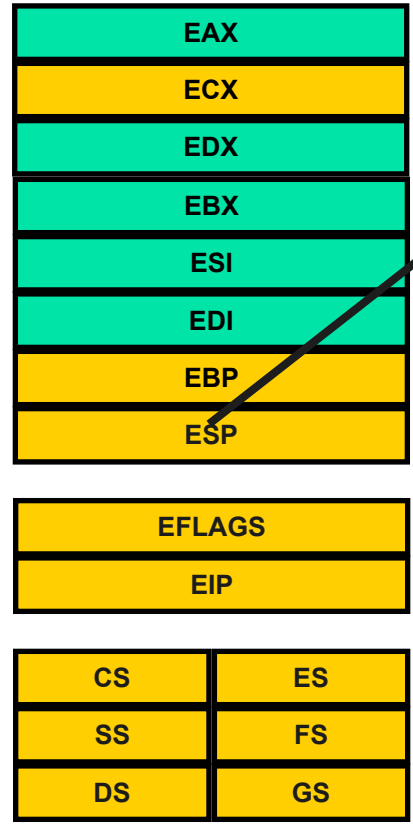 EAX
ECX
EDX
EBX
ESI
EDI
EBP
ESP
EFLAGS
EIP
CS ES
SS FS
DS GS